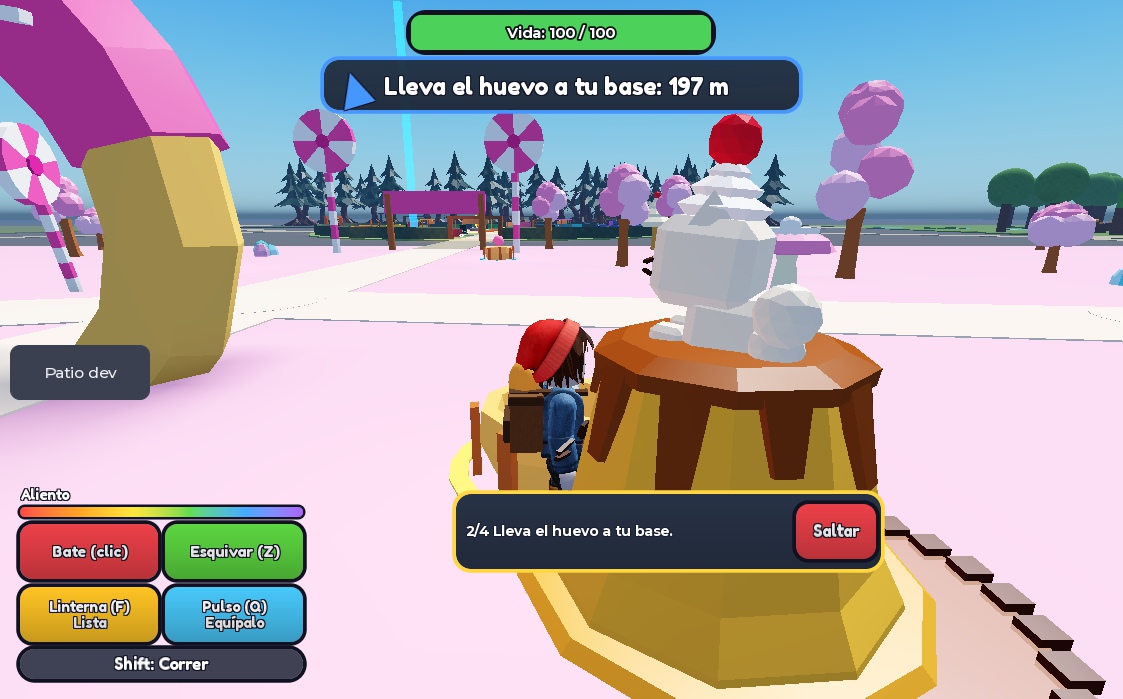 Vida: 100 / 100
Lleva el huevo a tu base: 197 m
Patio dev
Aliento
Bate (clic)
Esquivar (Z)
Linterna (F)
Lista
Pulso (Q)
Equípalo
Shift: Correr
2/4 Lleva el huevo a tu base.
Saltar